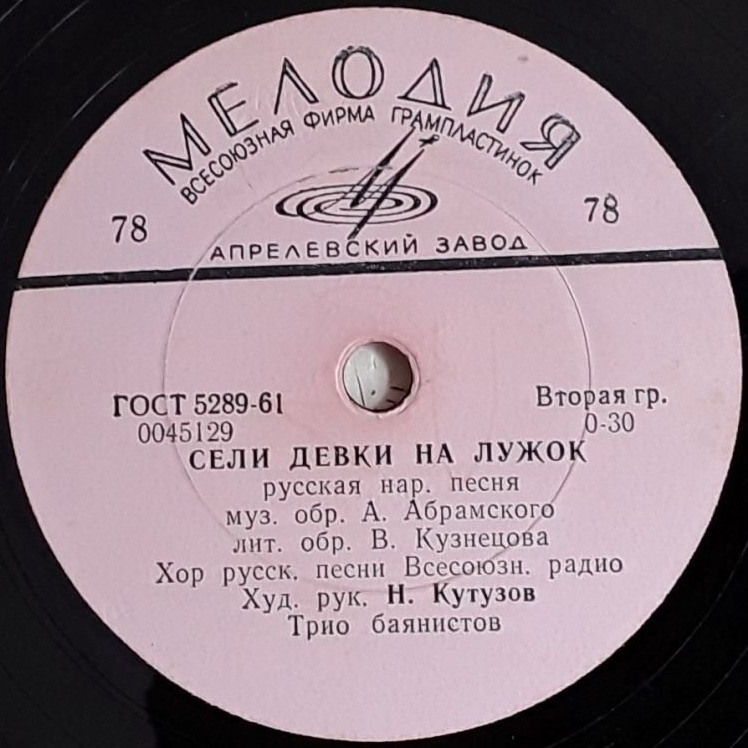 МЕЛОДИЯ
ВСЕСОЮЗНАЯ ФИРМА ГРАМПЛАСТИНОК
78 78
АПРЕЛЕВСКИЙ ЗАВОД
ГОСТ 5289-61 Вторая гр.
0045129 0-30
СЕЛИ ДЕВКИ НА ЛУЖОК
русская нар. песня
муз. обр. А. Абрамского
лит. обр. В. Кузнецова
Хор русск. песни Всесоюзн. радио
Худ. рук. Н. Кутузов
Трио баянистов